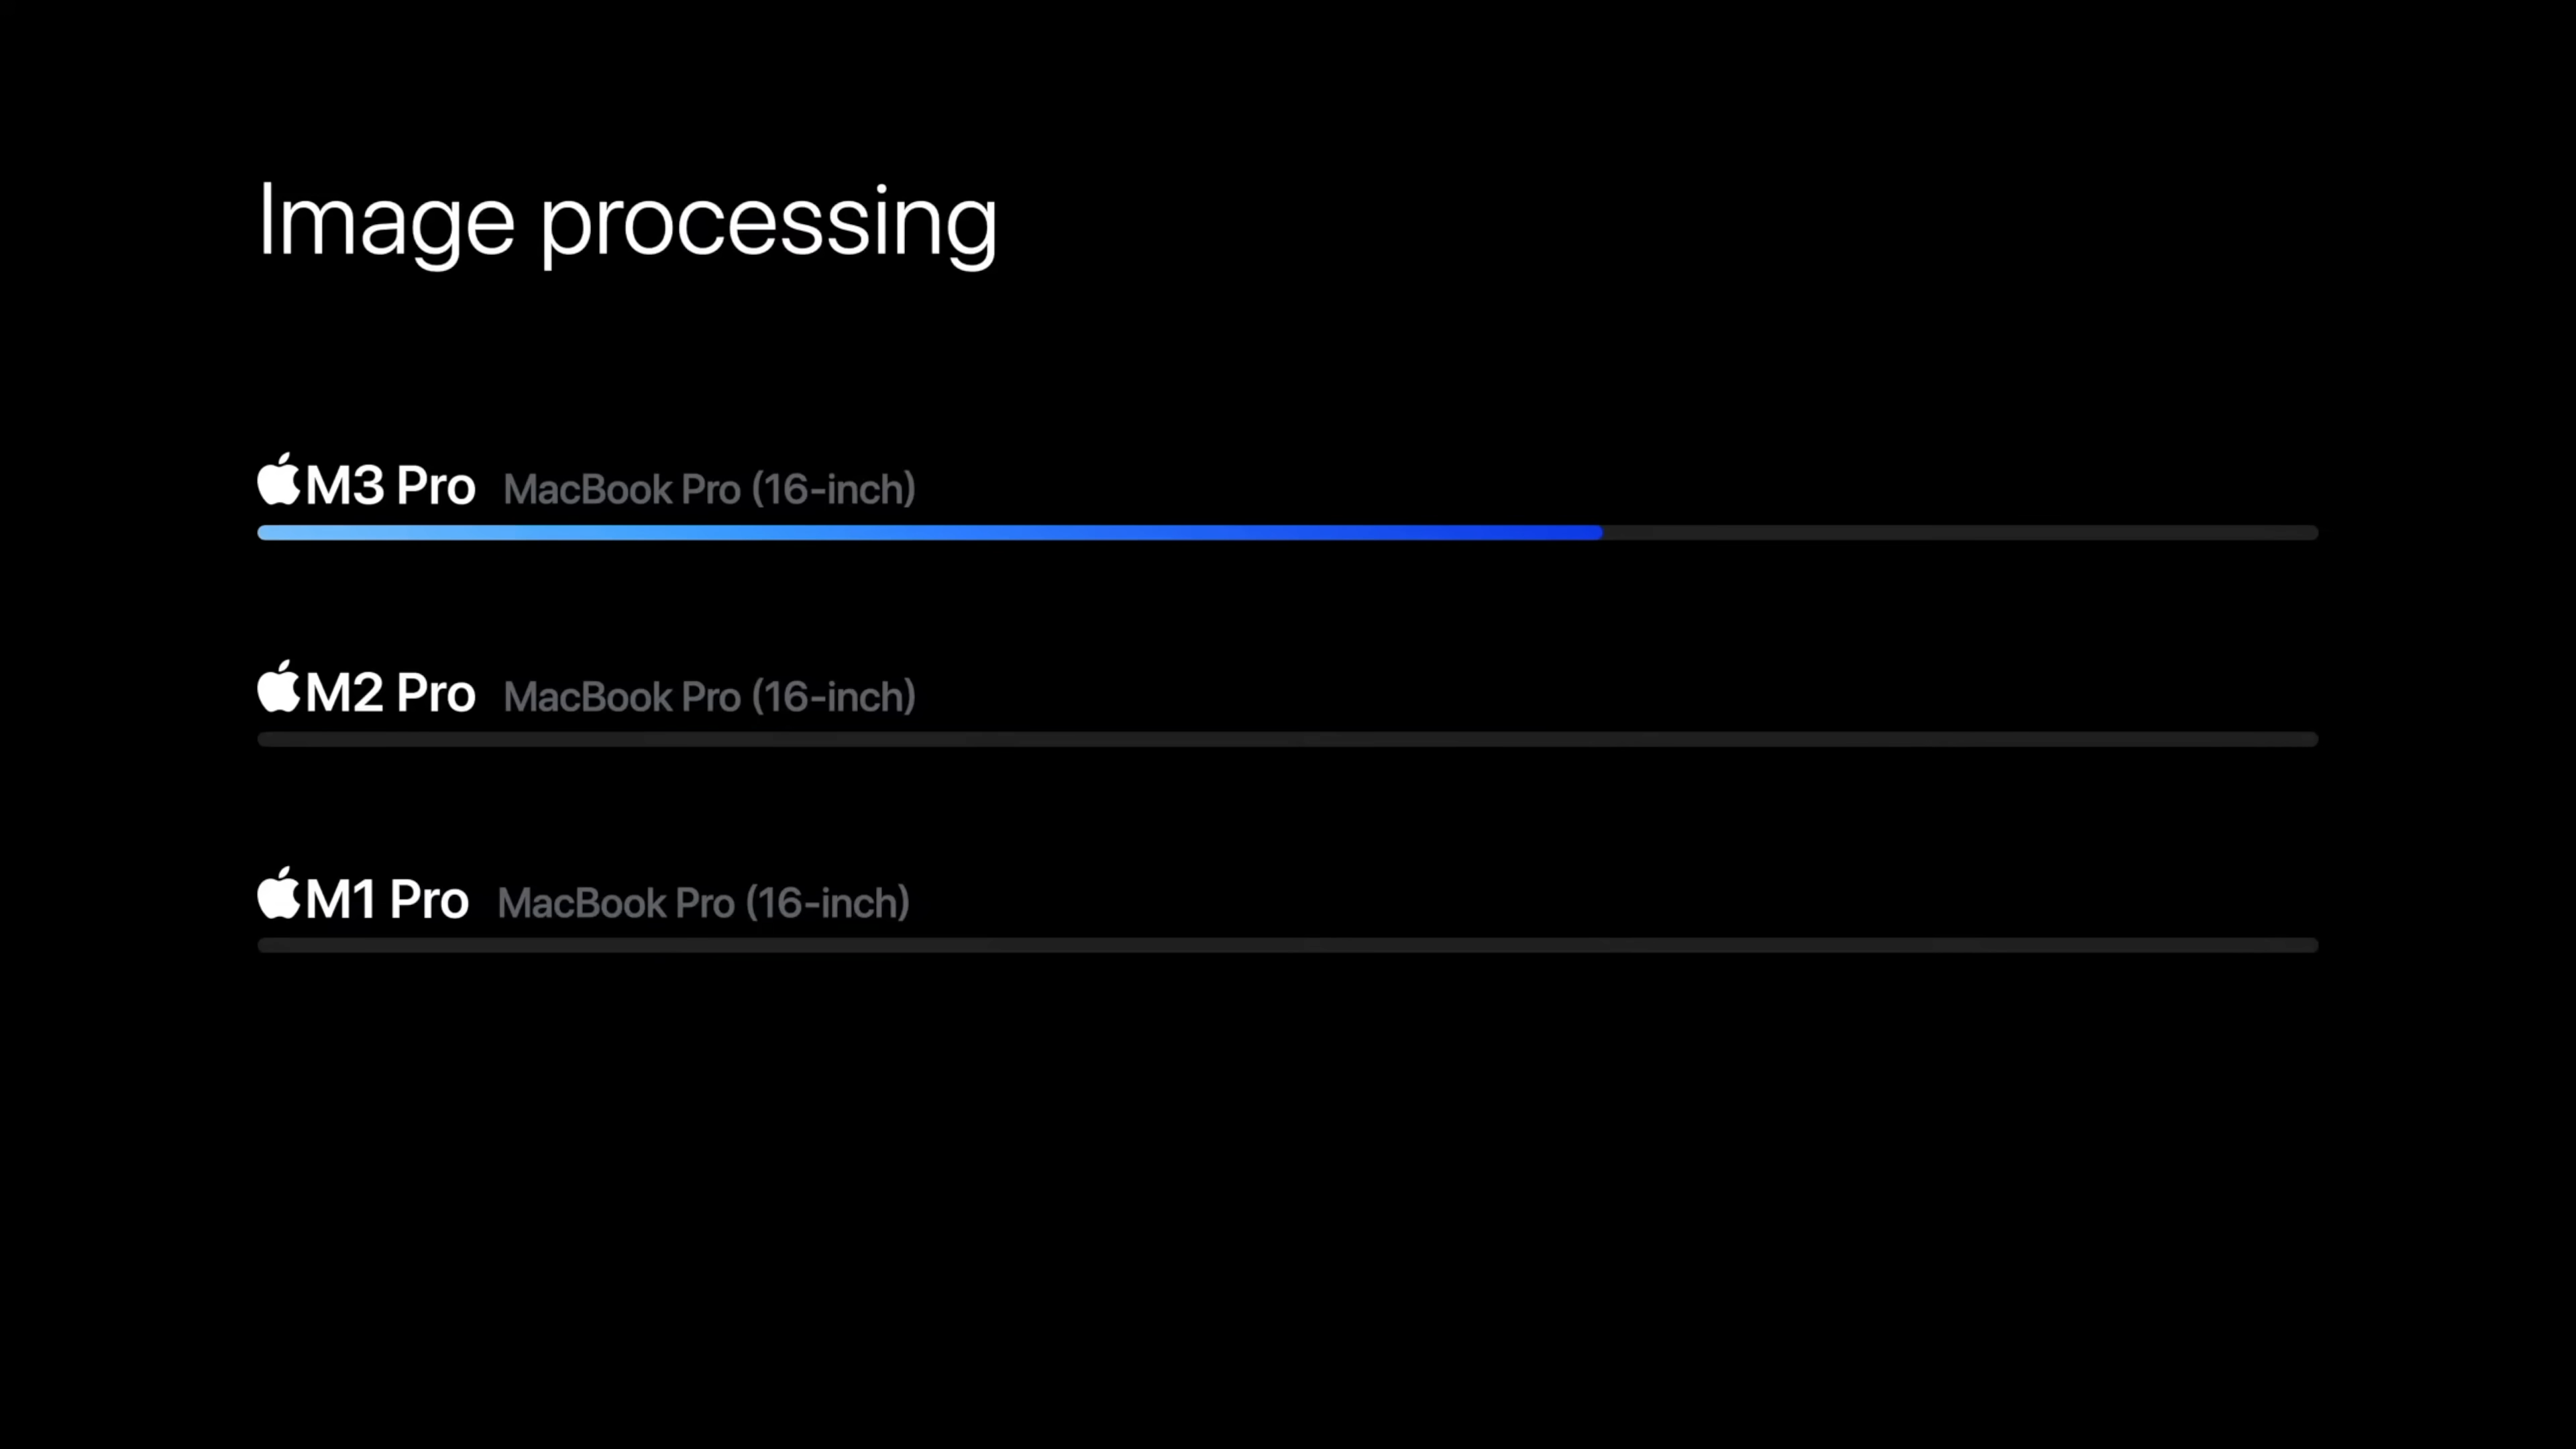 Image processing
M3 Pro MacBook Pro (16-inch)
M2 Pro MacBook Pro (16-inch)
M1 Pro MacBook Pro (16-inch)